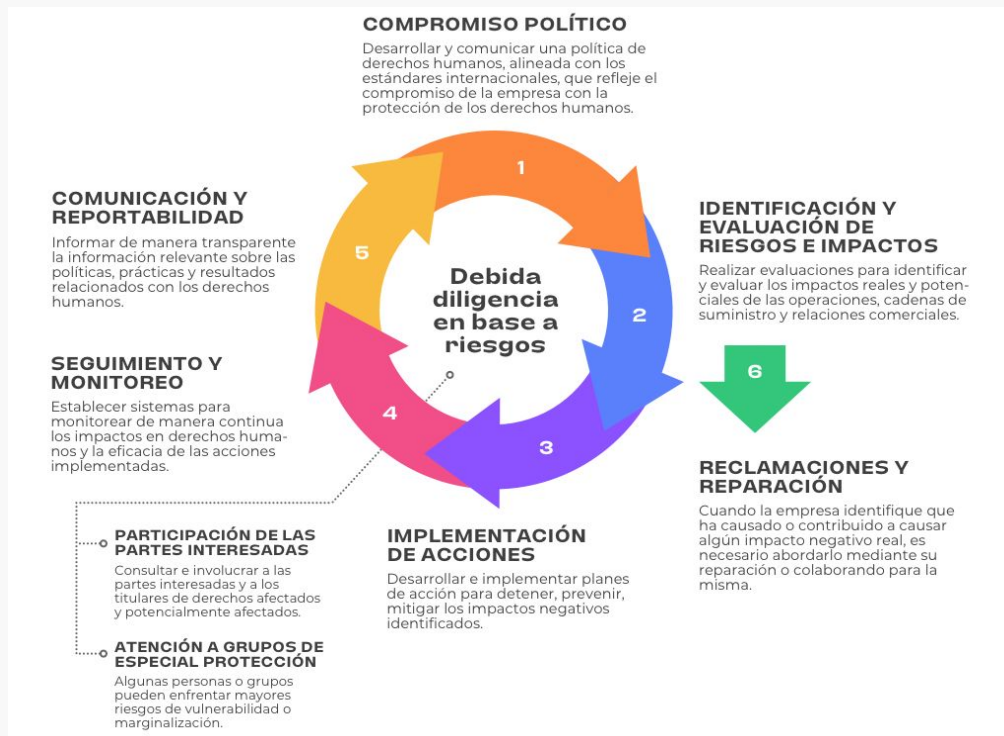 COMPROMISO POLÍTICO
Desarrollar y comunicar una política de
derechos humanos, alineada con los
estándares internacionales, que refleje el
compromiso de la empresa con la
protección de los derechos humanos.
1
IDENTIFICACIÓN Y
EVALUACIÓN DE
RIESGOS E IMPACTOS
Realizar evaluaciones para identificar
y evaluar los impactos reales y poten-
ciales de las operaciones, cadenas de
suministro y relaciones comerciales.
2
6
RECLAMACIONES Y
REPARACIÓN
Cuando la empresa identifique que
ha causado o contribuido a causar
algún impacto negativo real, es
necesario abordarlo mediante su
reparación o colaborando para la
misma.
3
IMPLEMENTACIÓN
DE ACCIONES
Desarrollar e implementar planes
de acción para detener, prevenir,
mitigar los impactos negativos
identificados.
4
SEGUIMIENTO Y
MONITOREO
Establecer sistemas para
monitorear de manera continua
los impactos en derechos huma-
nos y la eficacia de las acciones
implementadas.
5
COMUNICACIÓN Y
REPORTABILIDAD
Informar de manera transparente
la información relevante sobre las
políticas, prácticas y resultados
relacionados con los derechos
humanos.
Debida
diligencia
en base a
riesgos
PARTICIPACIÓN DE LAS
PARTES INTERESADAS
Consultar e involucrar a las
partes interesadas y a los
titulares de derechos afectados
y potencialmente afectados.
ATENCIÓN A GRUPOS DE
ESPECIAL PROTECCIÓN
Algunas personas o grupos
pueden enfrentar mayores
riesgos de vulnerabilidad o
marginalización.